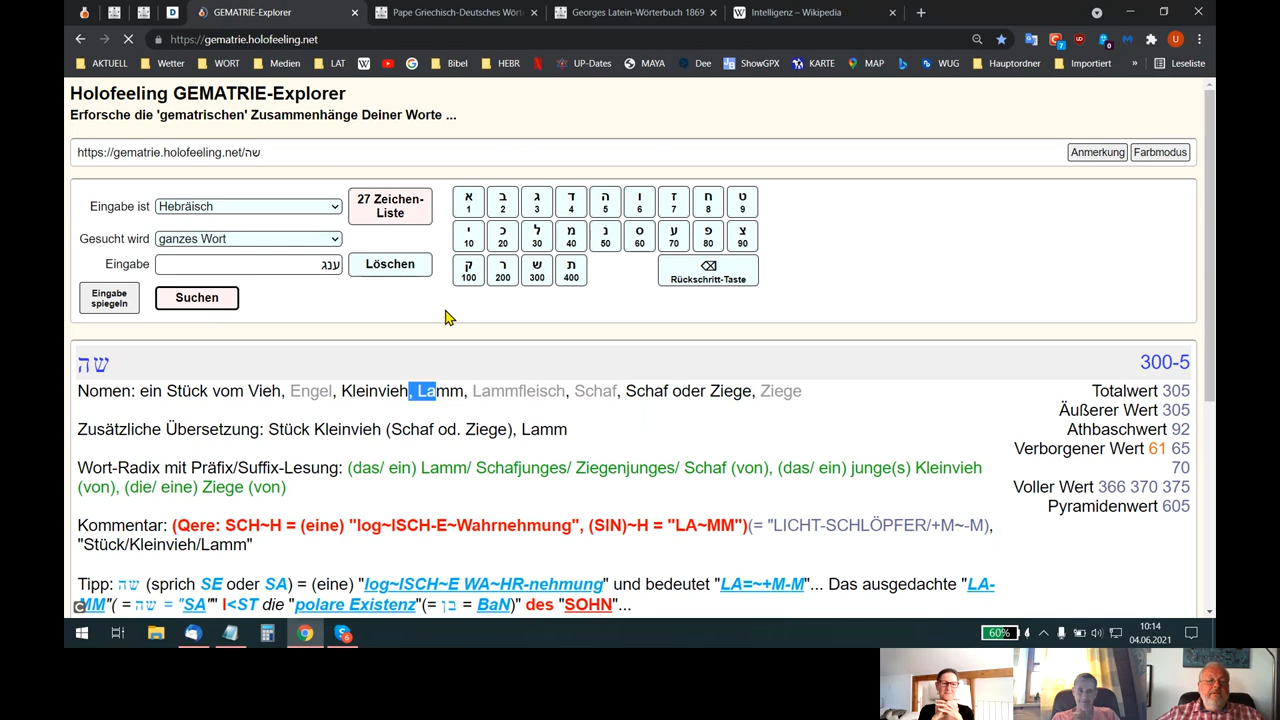 GEMATRIE-Explorer
Pape Griechisch-Deutsches Wört
Georges Latein-Wörterbuch 1869
Intelligenz – Wikipedia
https://gematrie.holofeeling.net
AKTUELL Wetter WORT Medien LAT Bibel HEBR UP-Dates MAYA Dee ShowGPX KARTE MAP WUG Hauptordner Importiert » Leseliste
Holofeeling GEMATRIE-Explorer
Erforsche die 'gematrischen' Zusammenhänge Deiner Worte ...
https://gematrie.holofeeling.net/שה Anmerkung Farbmodus
Eingabe ist Hebräisch
27 Zeichen-Liste
Gesucht wird ganzes Wort
Eingabe ענג Löschen
Eingabe spiegeln Suchen
א ב ג ד ה ו ז ח ט
1 2 3 4 5 6 7 8 9
י כ ל מ נ ס ע פ צ
10 20 30 40 50 60 70 80 90
ק ר ש ת
100 200 300 400 Rückschritt-Taste
שה 300-5
Nomen: ein Stück vom Vieh, Engel, Kleinvieh, Lamm, Lammfleisch, Schaf, Schaf oder Ziege, Ziege
Totalwert 305
Äußerer Wert 305
Zusätzliche Übersetzung: Stück Kleinvieh (Schaf od. Ziege), Lamm
Athbaschwert 92
Verborgener Wert 61 65
70
Wort-Radix mit Präfix/Suffix-Lesung: (das/ ein) Lamm/ Schafjunges/ Ziegenjunges/ Schaf (von), (das/ ein) junge(s) Kleinvieh
(von), (die/ eine) Ziege (von)
Voller Wert 366 370 375
Pyramidenwert 605
Kommentar: (Qere: SCH~H = (eine) "log~ISCH-E~Wahrnehmung", (SIN)~H = "LA~MM")(= "LICHT-SCHLÖPFER/+M~-M),
"Stück/Kleinvieh/Lamm"
Tipp: שה (sprich SE oder SA) = (eine) "log~ISCH~E WA~HR-nehmung" und bedeutet "LA=~+M-M"... Das ausgedachte "LA-
MM"( = שה = "SA"" I<ST die "polare Existenz"(= בן = BaN)" des "SOHN"...
60%
10:14
04.06.2021